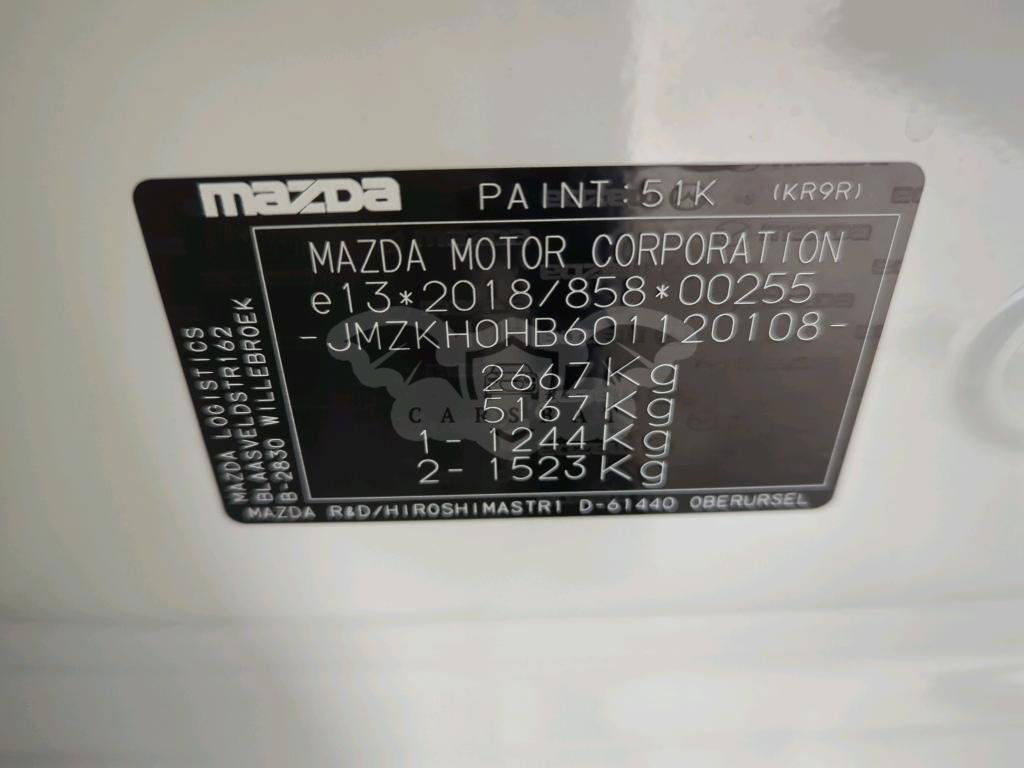 mazda PAINT:51K (KR9R)
MAZDA MOTOR CORPORATION
e13*2018/858*00255
-JMZKH0HB601120108-
2667Kg
5167Kg
1-1244Kg
2-1523Kg
MAZDA LOGISTICS
BLAASVELDSTR162
B-2830 WILLEBROEK
MAZDA R&D/HIROSHIMASTR1 D-61440 OBERURSEL